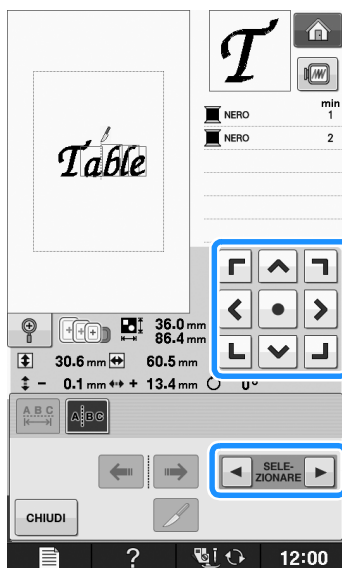 T
min
NERO 1
NERO 2
Table
36.0 mm
86.4 mm
30.6 mm 60.5 mm
- 0.1 mm + 13.4 mm 0°
A B C
A BC
SELE-
ZIONARE
CHIUDI
? 12:00